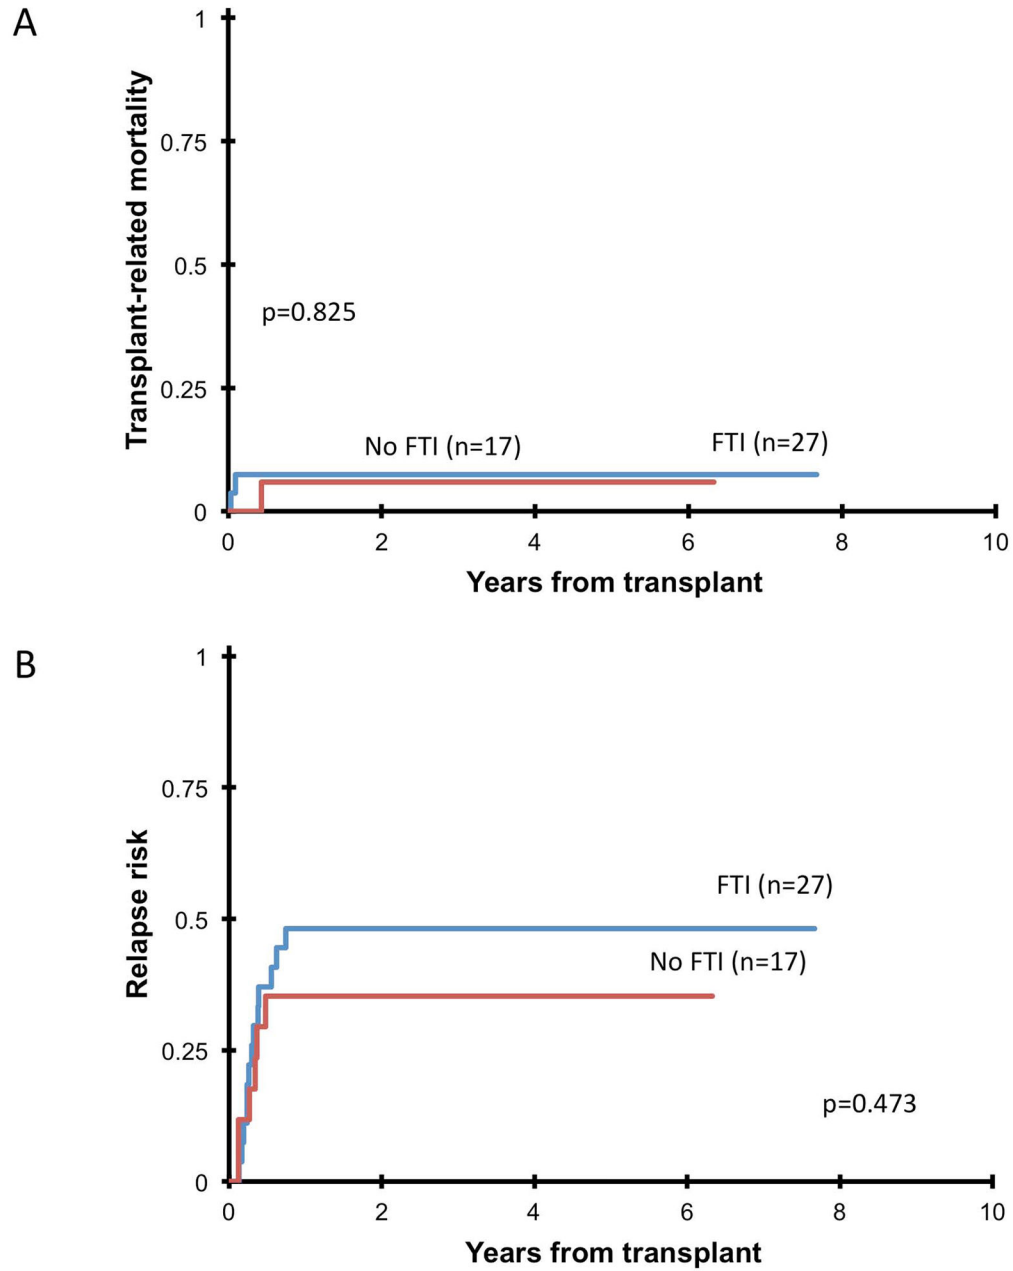 A
Transplant-related mortality
1
0.75
0.5
0.25
0
p=0.825
No FTI (n=17)
FTI (n=27)
0 2 4 6 8 10
Years from transplant
B
Relapse risk
1
0.75
0.5
0.25
0
FTI (n=27)
No FTI (n=17)
p=0.473
0 2 4 6 8 10
Years from transplant